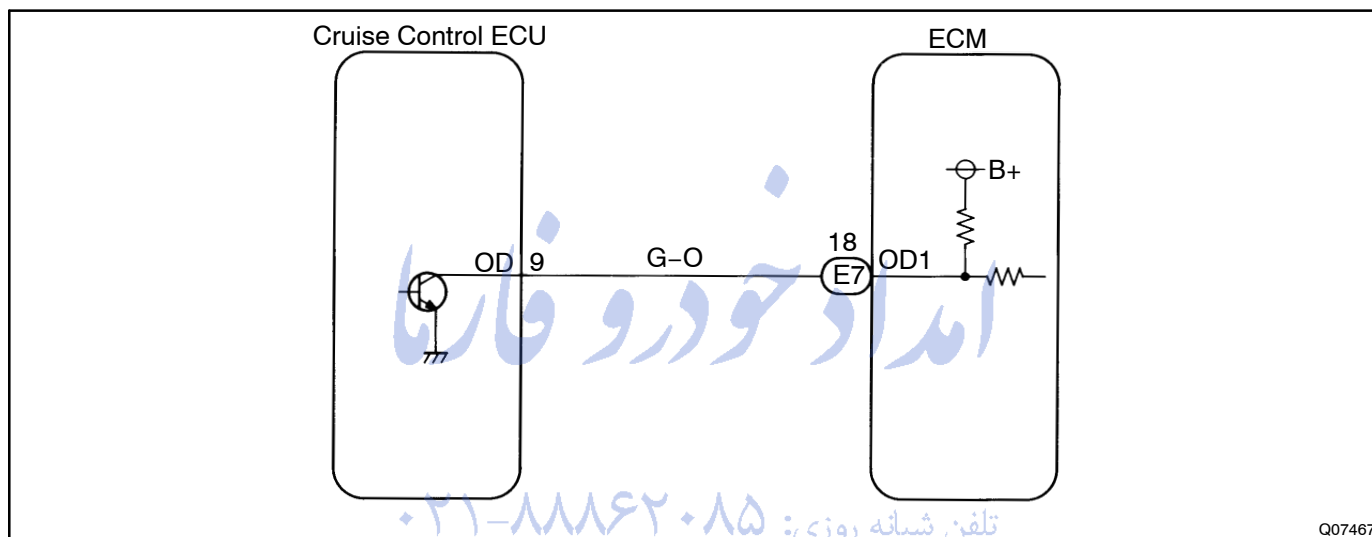 Cruise Control ECU
ECM
B+
18
OD 9
G−O
E7
OD1
امداد خودرو فارما
تلفن شبانه روزی: ۰۲۱-۸۸۸۶۲۰۸۵
Q07467